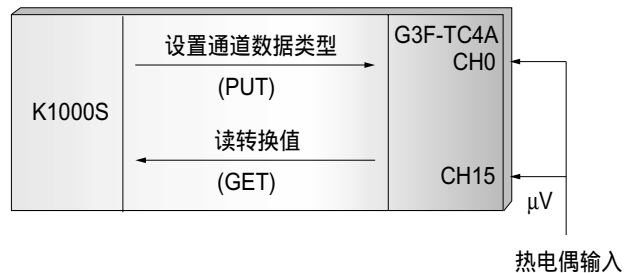 设置通道数据类型
(PUT)
K1000S
读转换值
(GET)
G3F-TC4A
CH0
CH15
μV
热电偶输入